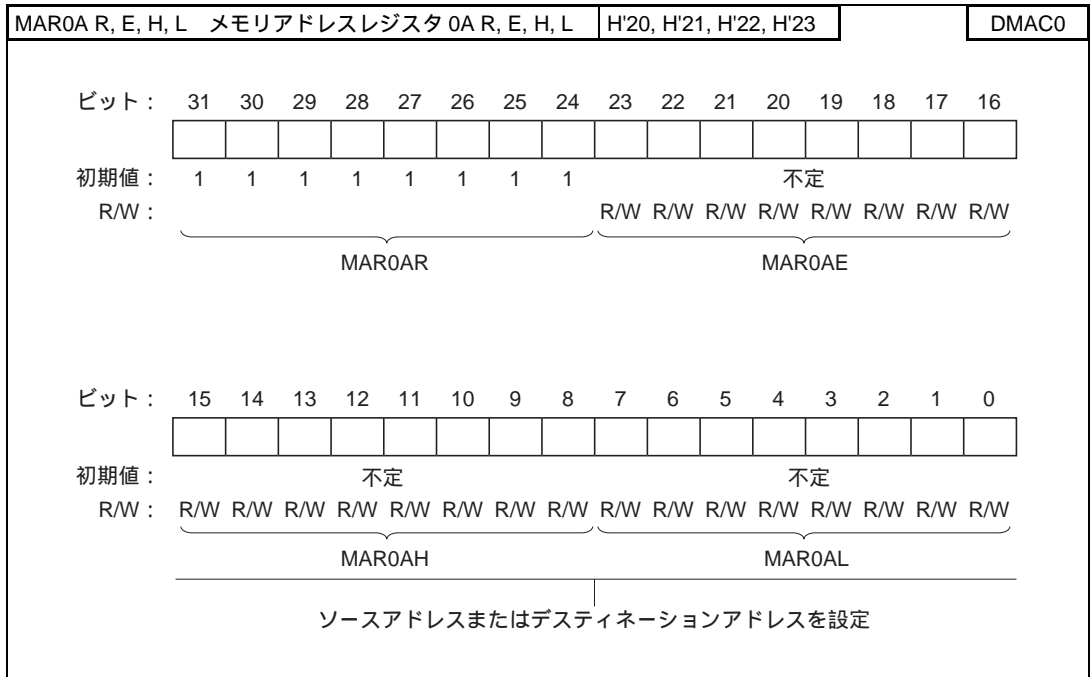 MAR0A R, E, H, L メモリアドレスレジスタ 0A R, E, H, L H'20, H'21, H'22, H'23 DMAC0
ビット： 31 30 29 28 27 26 25 24 23 22 21 20 19 18 17 16
初期値： 1 1 1 1 1 1 1 1 不定
R/W： R/W R/W R/W R/W R/W R/W R/W R/W
MAR0AR MAR0AE
ビット： 15 14 13 12 11 10 9 8 7 6 5 4 3 2 1 0
初期値： 不定 不定
R/W： R/W R/W R/W R/W R/W R/W R/W R/W R/W R/W R/W R/W R/W R/W R/W R/W
MAR0AH MAR0AL
ソースアドレスまたはデスティネーションアドレスを設定